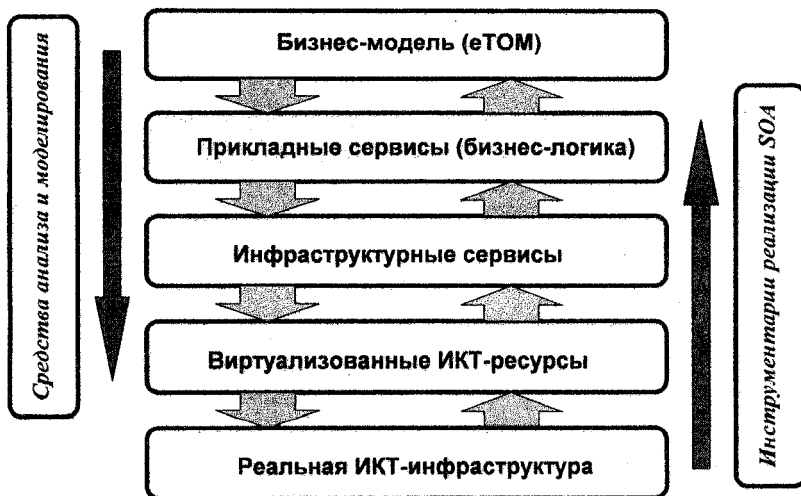 Средства анализа и моделирования
Бизнес-модель (eTOM)
Прикладные сервисы (бизнес-логика)
Инфраструктурные сервисы
Виртуализованные ИКТ-ресурсы
Реальная ИКТ-инфраструктура
Инструментарии реализации SOA